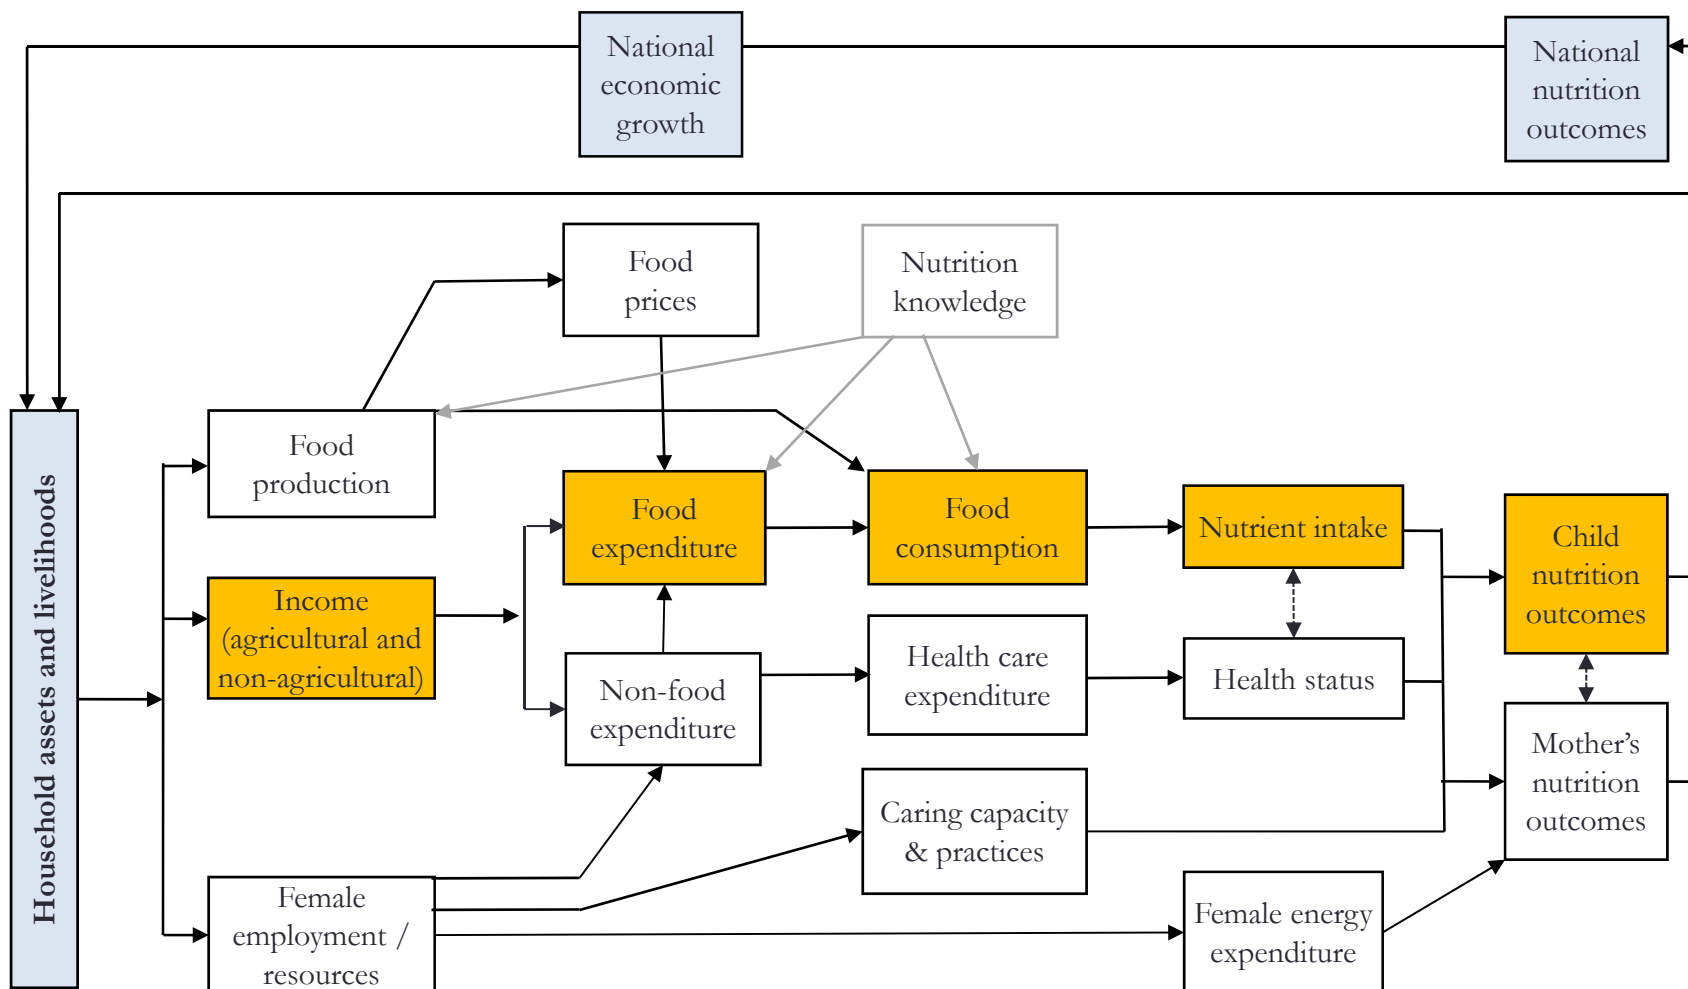 National
economic
growth
National
nutrition
outcomes
Food
prices
Nutrition
knowledge
Household assets and livelihoods
Food
production
Food
expenditure
Food
consumption
Nutrient intake
Child
nutrition
outcomes
Income
(agricultural and
non-agricultural)
Non-food
expenditure
Health care
expenditure
Health status
Mother’s
nutrition
outcomes
Caring capacity
& practices
Female
employment /
resources
Female energy
expenditure